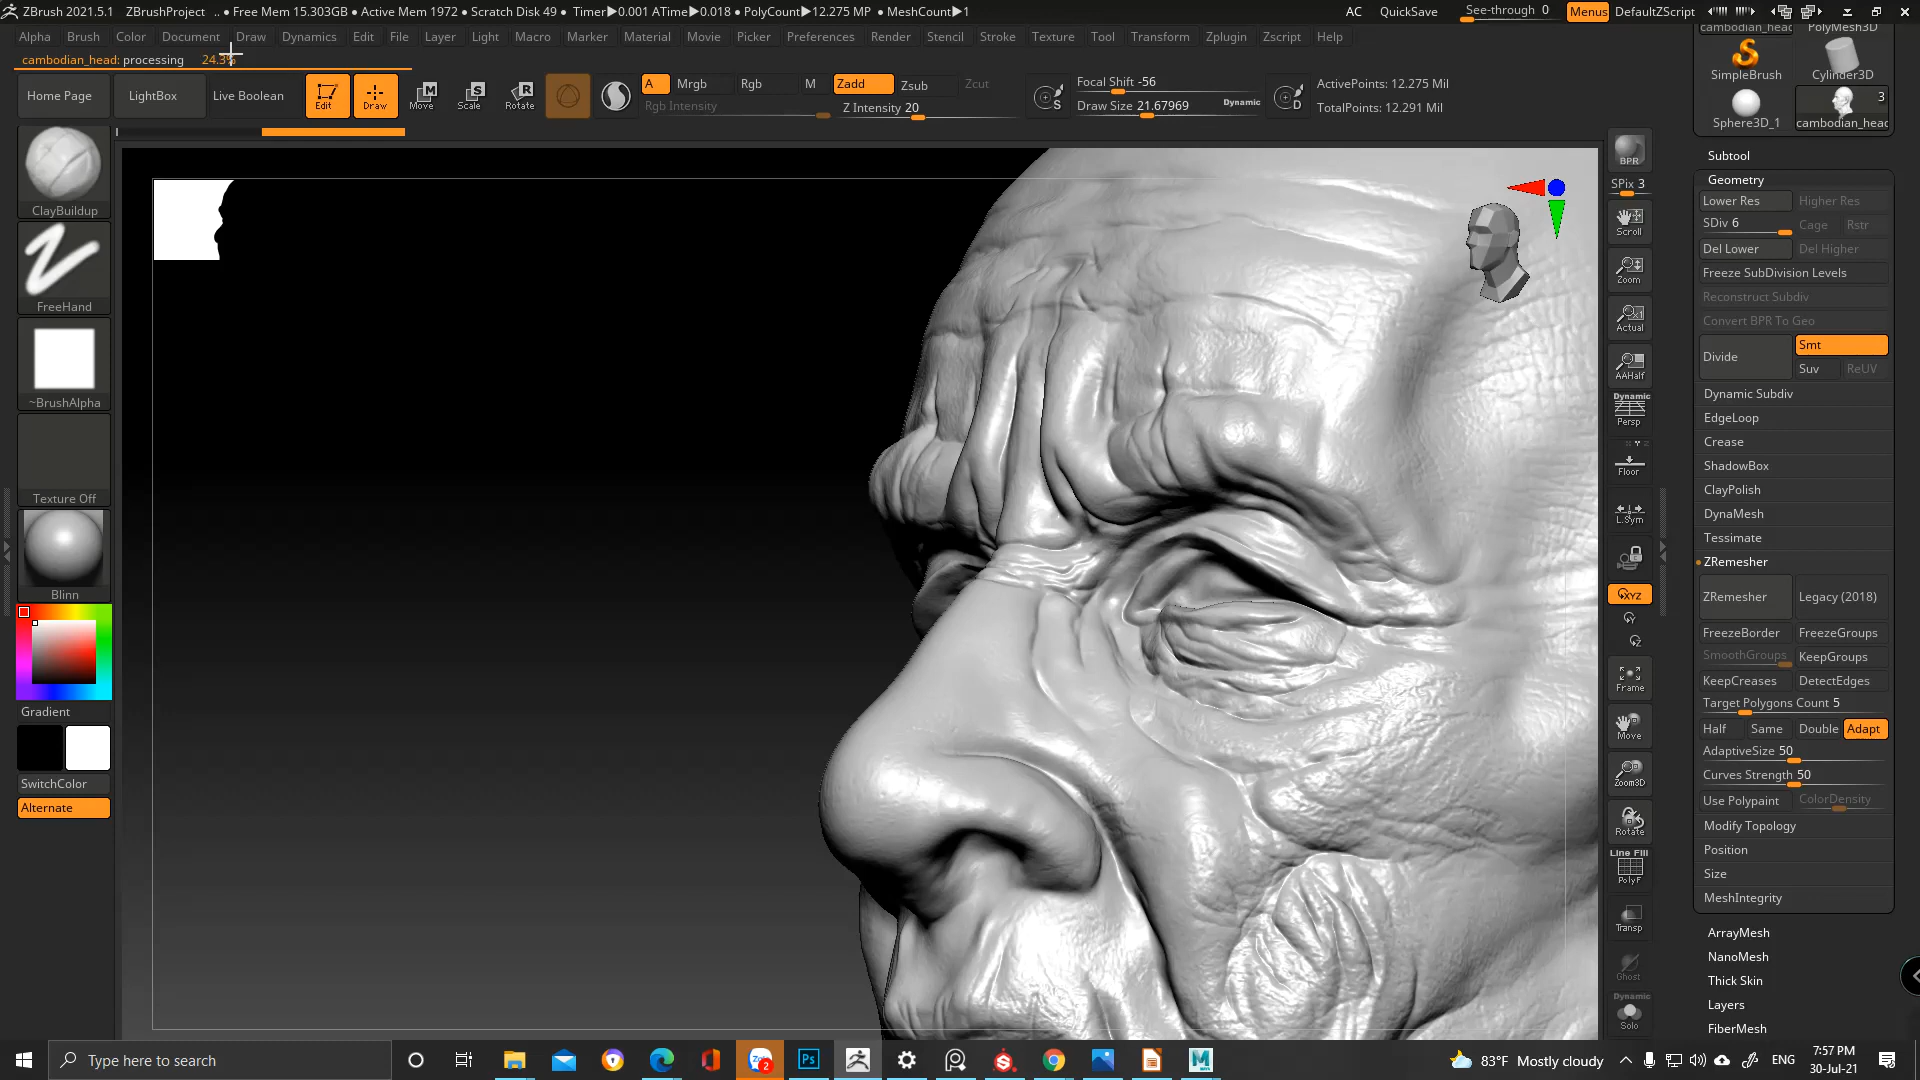 ZBrush 2021.5.1 ZBrushProject .. ● Free Mem 15.303GB ● Active Mem 1972 ● Scratch Disk 49 ● Timer▶0.001 ATime▶0.018 ● PolyCount▶12.275 MP ● MeshCount▶1 AC QuickSave See-through 0 Menus DefaultZScript
Alpha Brush Color Document Draw Dynamics Edit File Layer Light Macro Marker Material Movie Picker Preferences Render Stencil Stroke Texture Tool Transform Zplugin Zscript Help
cambodian_head: processing 24.3%
Home Page LightBox Live Boolean Edit Draw Move Scale Rotate
A Mrgb Rgb M Zadd Zsub Zcut
Rgb Intensity Z Intensity 20
S Focal Shift -56
Draw Size 21.67969 Dynamic
D ActivePoints: 12.275 Mil
TotalPoints: 12.291 Mil
ClayBuildup
FreeHand
~BrushAlpha
Texture Off
Blinn
Gradient
SwitchColor
Alternate
BPR
SPix 3
Scroll
Zoom
Actual
AAHalf
Dynamic
Persp
Floor
L.Sym
XYZ
Y
Z
Frame
Move
Zoom3D
Rotate
Line Fill
PolyF
Transp
Ghost
Dynamic
Solo
cambodian_head PolyMesh3D
SimpleBrush Cylinder3D
3
Sphere3D_1 cambodian_heac
Subtool
Geometry
Lower Res Higher Res
SDiv 6 Cage Rstr
Del Lower Del Higher
Freeze SubDivision Levels
Reconstruct Subdiv
Convert BPR To Geo
Divide Smt
Suv ReUV
Dynamic Subdiv
EdgeLoop
Crease
ShadowBox
ClayPolish
DynaMesh
Tessimate
ZRemesher
ZRemesher Legacy (2018)
FreezeBorder FreezeGroups
SmoothGroups KeepGroups
KeepCreases DetectEdges
Target Polygons Count 5
Half Same Double Adapt
AdaptiveSize 50
Curves Strength 50
Use Polypaint ColorDensity
Modify Topology
Position
Size
MeshIntegrity
ArrayMesh
NanoMesh
Thick Skin
Layers
FiberMesh
Type here to search
2
Ps
83°F Mostly cloudy
ENG
7:57 PM
30-Jul-21